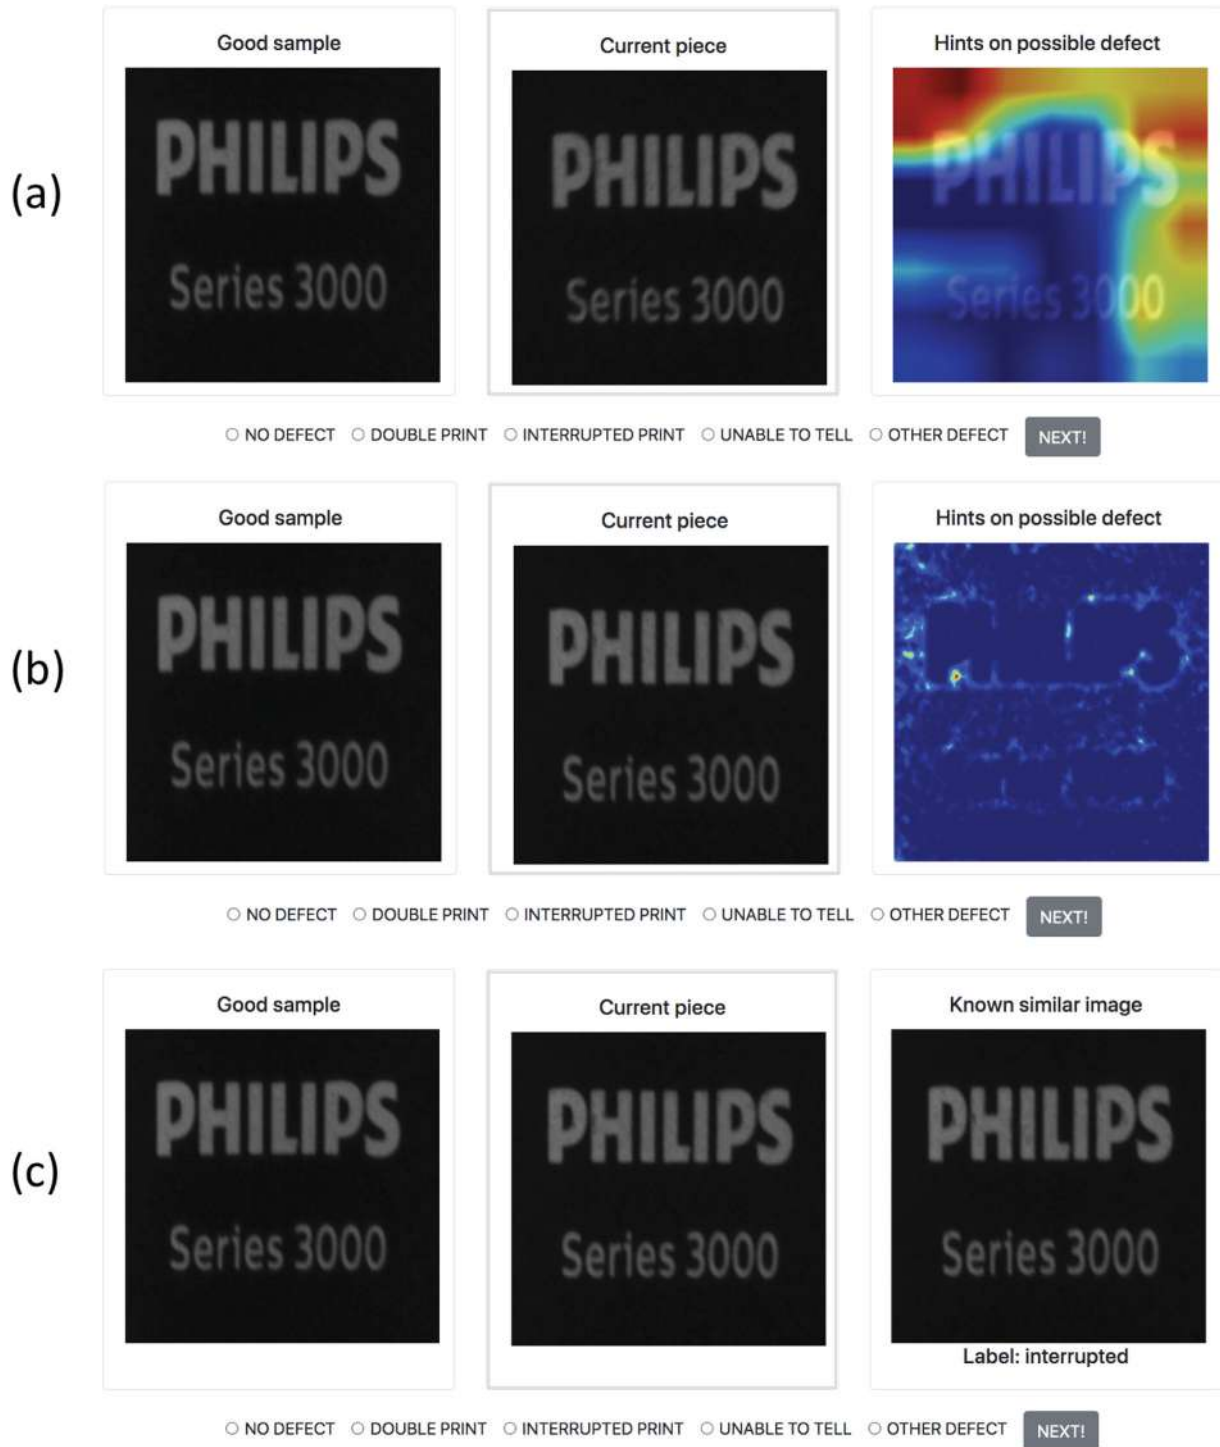 Good sample
Current piece
Hints on possible defect
(a)
PHILIPS
Series 3000
PHILIPS
Series 3000
PHILIPS
Series 3000
NO DEFECT DOUBLE PRINT INTERRUPTED PRINT UNABLE TO TELL OTHER DEFECT NEXT!
Good sample
Current piece
Hints on possible defect
(b)
PHILIPS
Series 3000
PHILIPS
Series 3000
NO DEFECT DOUBLE PRINT INTERRUPTED PRINT UNABLE TO TELL OTHER DEFECT NEXT!
Good sample
Current piece
Known similar image
(c)
PHILIPS
Series 3000
PHILIPS
Series 3000
PHILIPS
Series 3000
Label: interrupted
NO DEFECT DOUBLE PRINT INTERRUPTED PRINT UNABLE TO TELL OTHER DEFECT NEXT!